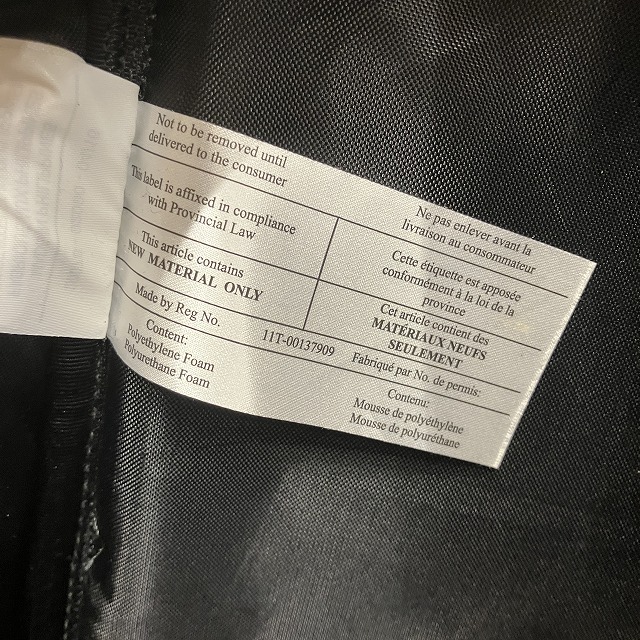 Not to be removed until
delivered to the consumer
Ne pas enlever avant la
livraison au consommateur
This label is affixed in compliance
with Provincial Law
Cette étiquette est apposée
conformément à la loi de la
province
This article contains
NEW MATERIAL ONLY
Cet article contient des
MATÉRIAUX NEUFS
SEULEMENT
Made by Reg No.
11T-00137909
Fabriqué par No. de permis:
Content:
Polyethylene Foam
Polyurethane Foam
Contenu:
Mousse de polyéthylène
Mousse de polyuréthane